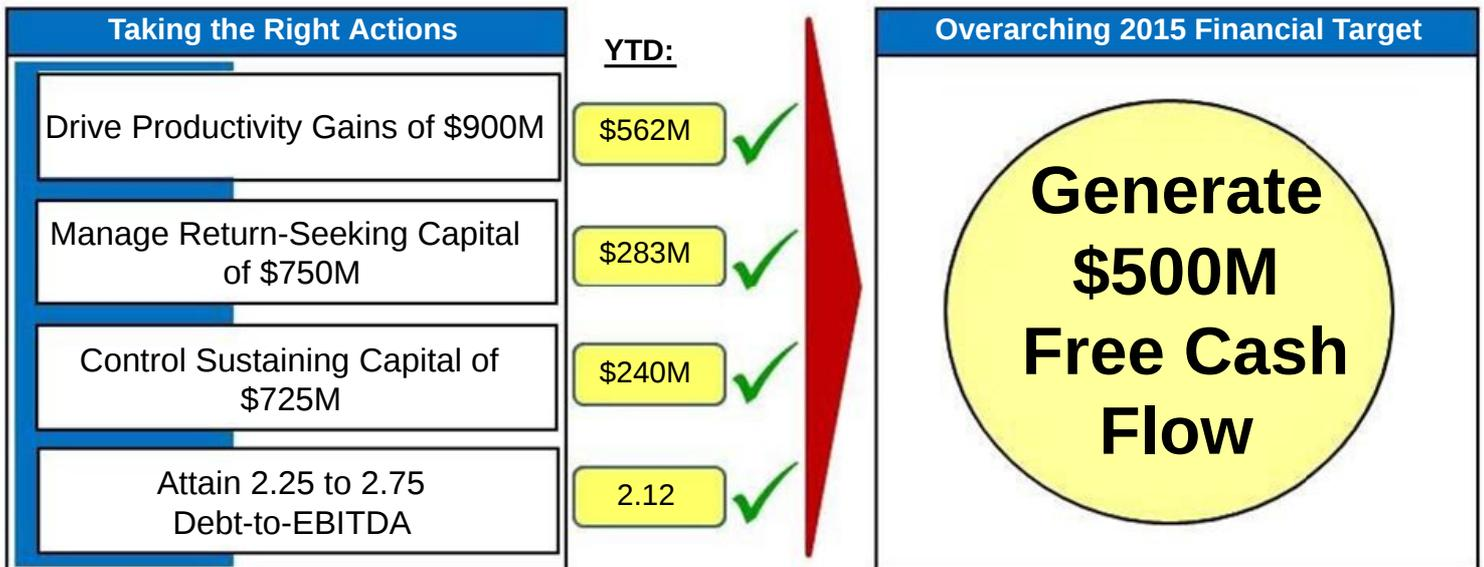 Taking the Right Actions
YTD:
Drive Productivity Gains of $900M
$562M
Manage Return-Seeking Capital
of $750M
$283M
Control Sustaining Capital of
$725M
$240M
Attain 2.25 to 2.75
Debt-to-EBITDA
2.12
Overarching 2015 Financial Target
Generate
$500M
Free Cash
Flow